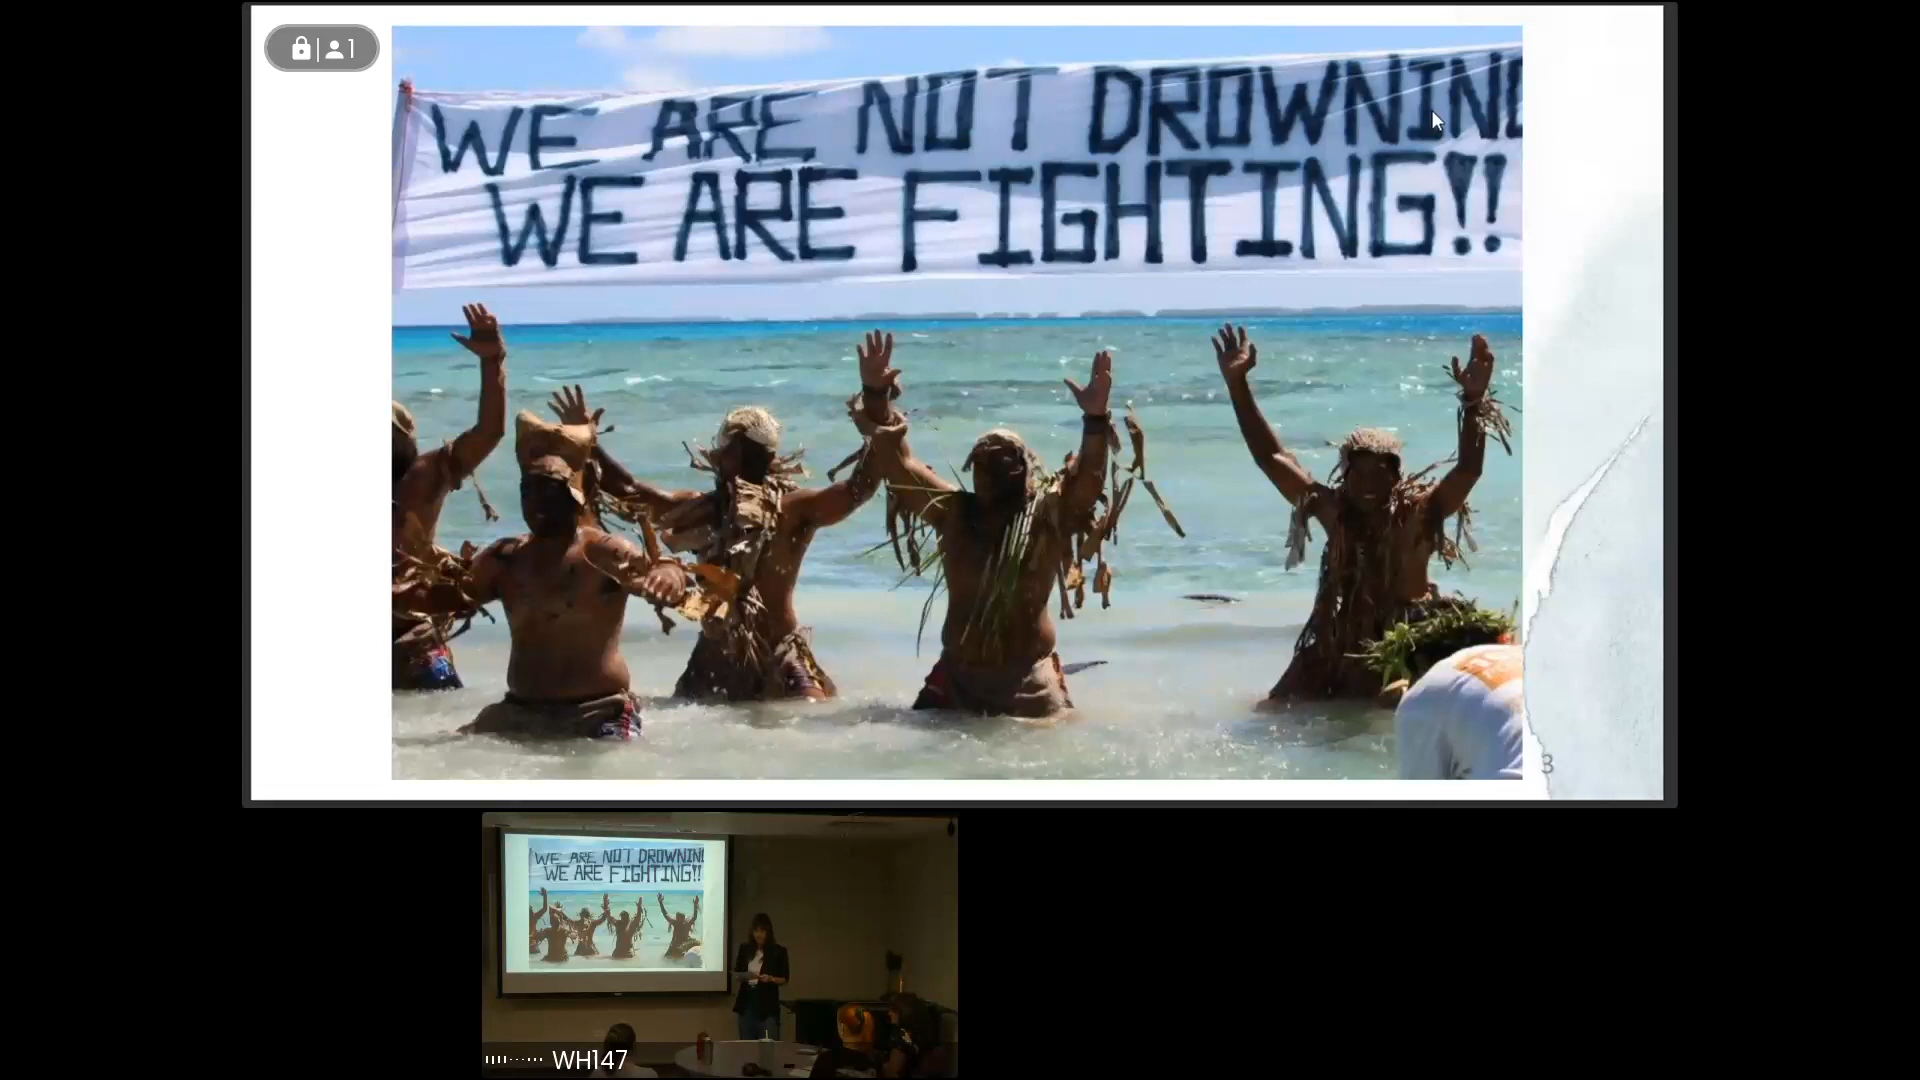 1
WE ARE NOT DROWNING
WE ARE FIGHTING!!
3
WE ARE NOT DROWNING
WE ARE FIGHTING!!
WH147